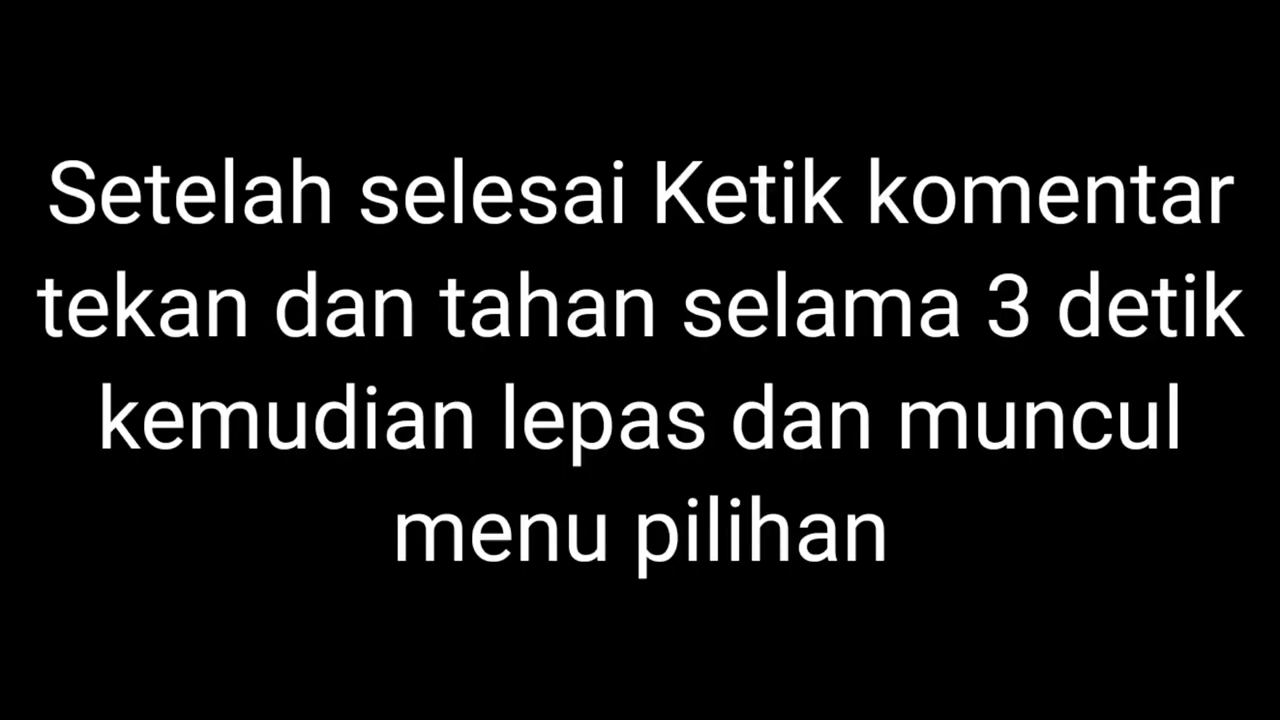 Setelah selesai Ketik komentar
tekan dan tahan selama 3 detik
kemudian lepas dan muncul
menu pilihan